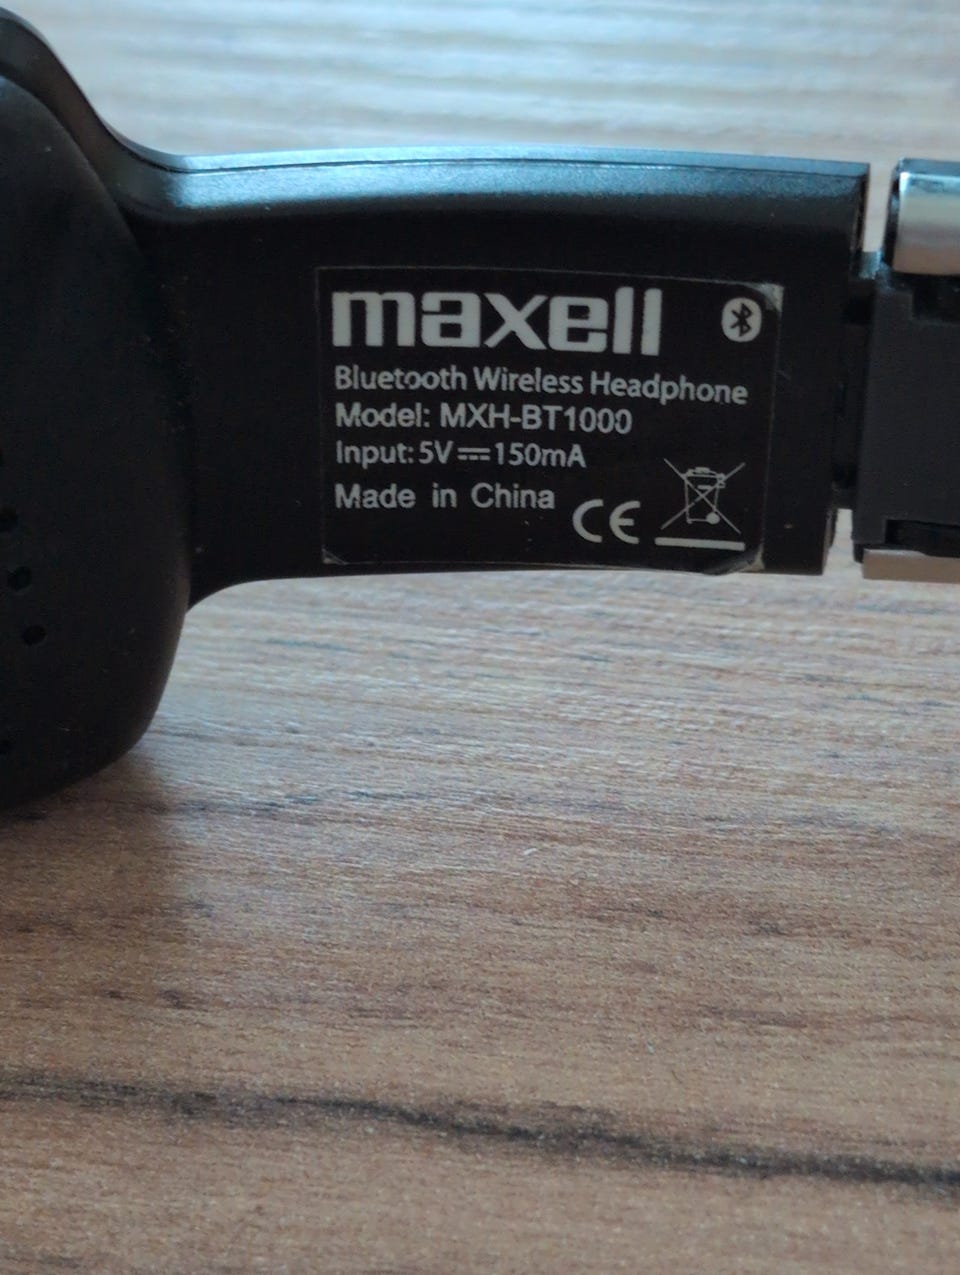 maxell
Bluetooth Wireless Headphone
Model: MXH-BT1000
Input: 5V⎓150mA
Made in China
CE